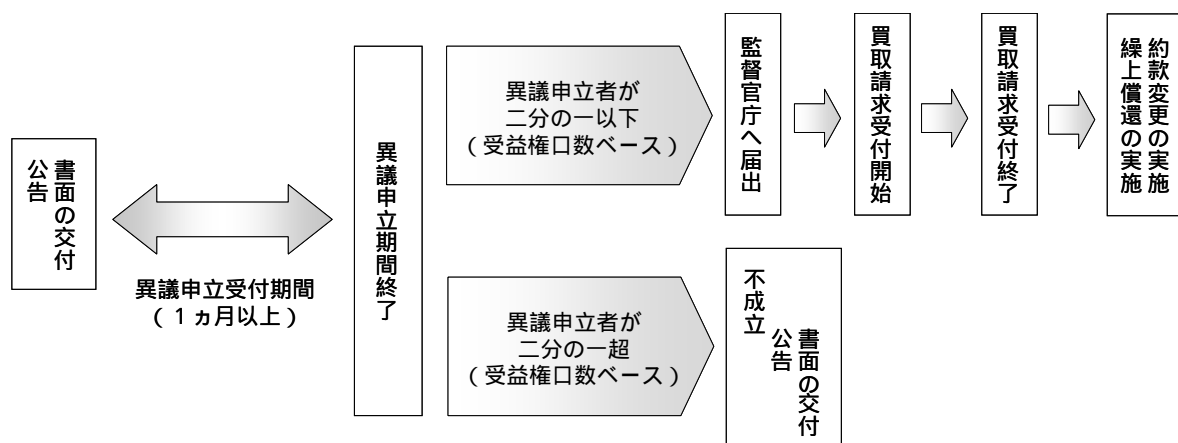 書面の交付
公告
異議申立受付期間
（１ヵ月以上）
異議申立期間終了
異議申立者が
二分の一以下
（受益権口数ベース）
監督官庁へ届出
買取請求受付開始
買取請求受付終了
約款変更の実施
繰上償還の実施
異議申立者が
二分の一超
（受益権口数ベース）
不成立
書面の交付
公告